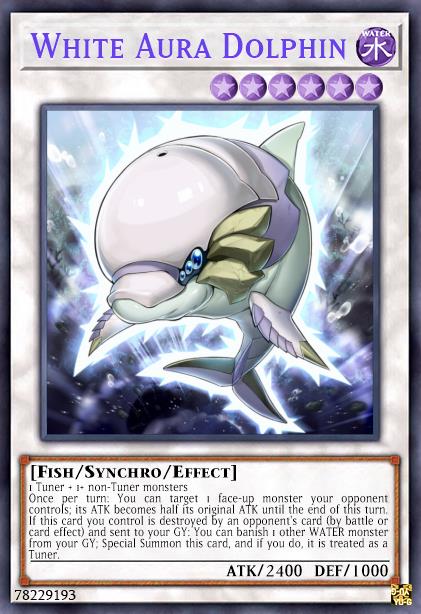 White Aura Dolphin
WATER
水
[Fish/Synchro/Effect]
1 Tuner + 1+ non-Tuner monsters
Once per turn: You can target 1 face-up monster your opponent
controls; its ATK becomes half its original ATK until the end of this turn.
If this card you control is destroyed by an opponent's card (by battle or
card effect) and sent to your GY: You can banish 1 other WATER monster
from your GY; Special Summon this card, and if you do, it is treated as a
Tuner.
ATK/2400 DEF/1000
78229193